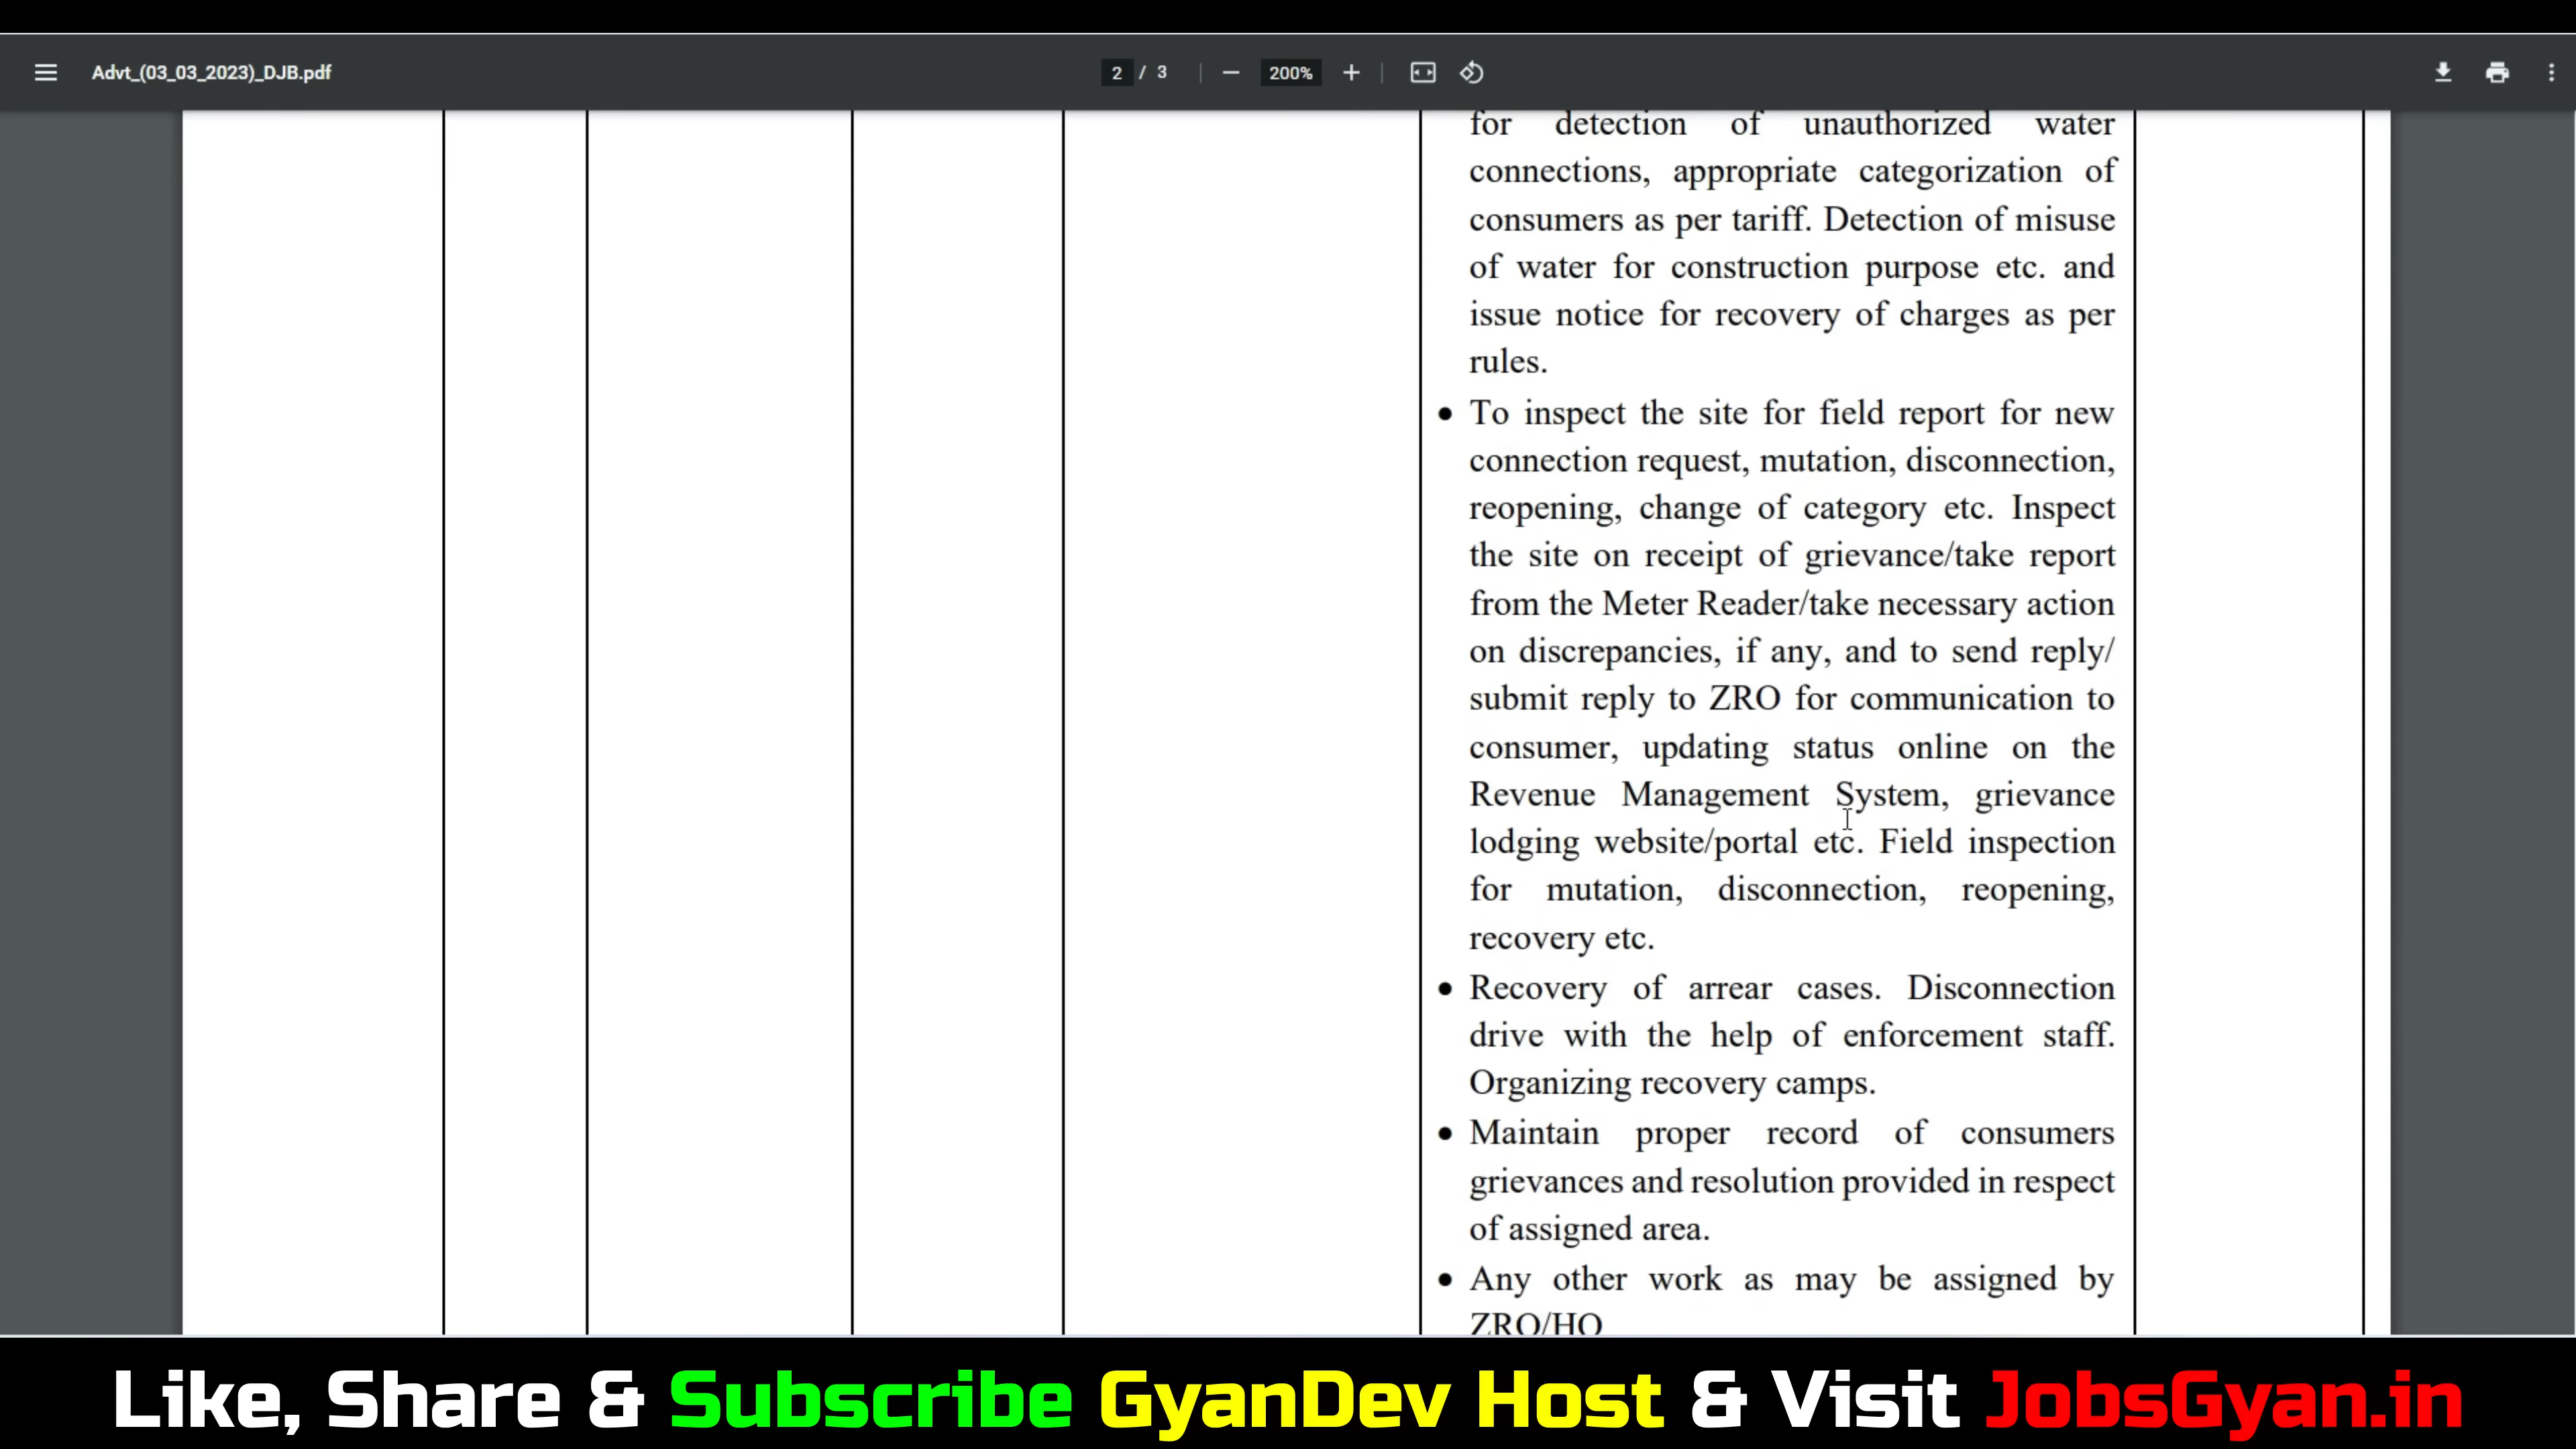 Advt_(03_03_2023)_DJB.pdf
2 / 3
200%
for detection of unauthorized water
connections, appropriate categorization of
consumers as per tariff. Detection of misuse
of water for construction purpose etc. and
issue notice for recovery of charges as per
rules.
• To inspect the site for field report for new
connection request, mutation, disconnection,
reopening, change of category etc. Inspect
the site on receipt of grievance/take report
from the Meter Reader/take necessary action
on discrepancies, if any, and to send reply/
submit reply to ZRO for communication to
consumer, updating status online on the
Revenue Management System, grievance
lodging website/portal etc. Field inspection
for mutation, disconnection, reopening,
recovery etc.
• Recovery of arrear cases. Disconnection
drive with the help of enforcement staff.
Organizing recovery camps.
• Maintain proper record of consumers
grievances and resolution provided in respect
of assigned area.
• Any other work as may be assigned by
ZRO/HO
Like, Share & Subscribe GyanDev Host & Visit JobsGyan.in